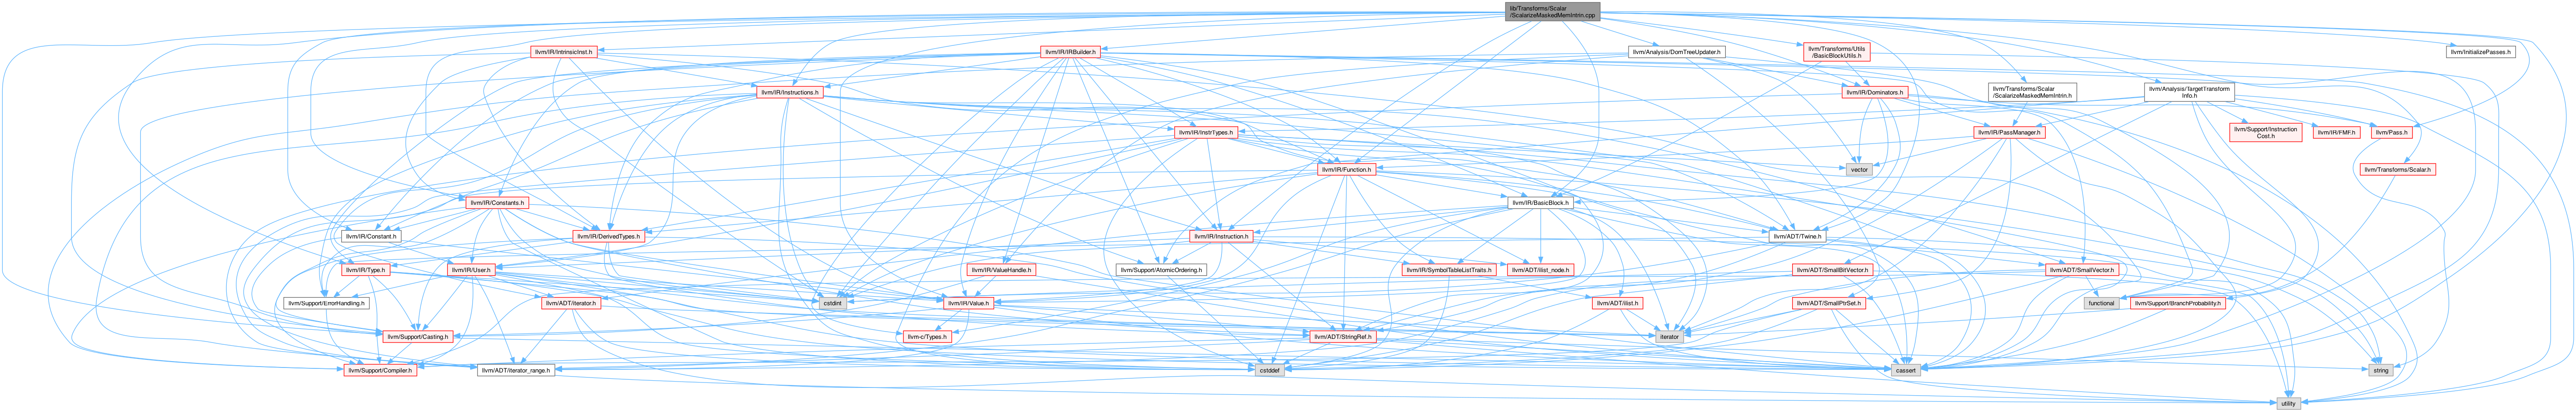 lib/Transforms/Scalar
/ScalarizeMaskedMemIntrin.cpp
llvm/IR/IntrinsicInst.h
llvm/IR/IRBuilder.h
llvm/Analysis/DomTreeUpdater.h
llvm/Transforms/Utils
/BasicBlockUtils.h
llvm/InitializePasses.h
llvm/IR/Instructions.h
llvm/IR/Dominators.h
llvm/Transforms/Scalar
/ScalarizeMaskedMemIntrin.h
llvm/Analysis/TargetTransform
Info.h
llvm/IR/InstrTypes.h
llvm/IR/PassManager.h
llvm/Support/Instruction
Cost.h
llvm/IR/FMF.h
llvm/Pass.h
llvm/IR/Function.h
vector
llvm/Transforms/Scalar.h
llvm/IR/Constants.h
llvm/IR/BasicBlock.h
llvm/IR/Constant.h
llvm/IR/DerivedTypes.h
llvm/IR/Instruction.h
llvm/ADT/Twine.h
llvm/IR/Type.h
llvm/IR/User.h
llvm/IR/ValueHandle.h
llvm/Support/AtomicOrdering.h
llvm/IR/SymbolTableListTraits.h
llvm/ADT/ilist_node.h
llvm/ADT/SmallBitVector.h
llvm/ADT/SmallVector.h
llvm/Support/ErrorHandling.h
llvm/ADT/iterator.h
cstdint
llvm/IR/Value.h
llvm/ADT/ilist.h
llvm/ADT/SmallPtrSet.h
functional
llvm/Support/BranchProbability.h
llvm/Support/Casting.h
llvm-c/Types.h
llvm/ADT/StringRef.h
iterator
llvm/Support/Compiler.h
llvm/ADT/iterator_range.h
cstddef
cassert
string
utility